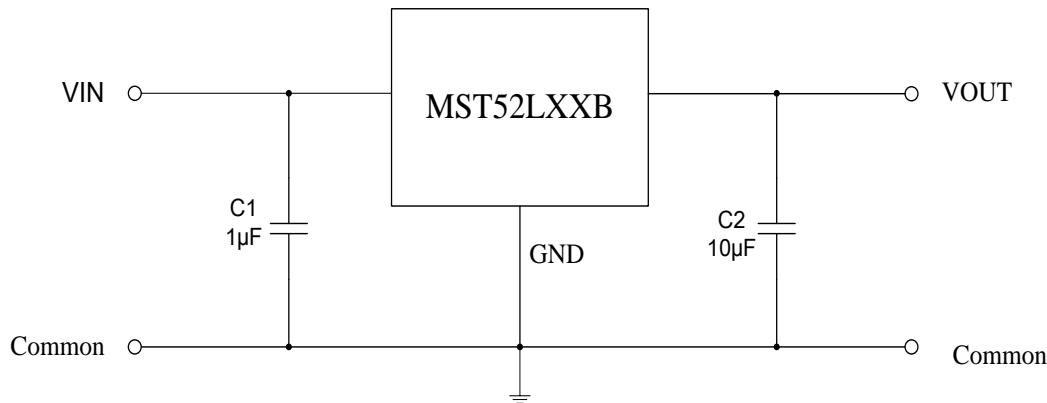 VIN
MST52LXXB
VOUT
C1
1µF
C2
10µF
GND
Common
Common